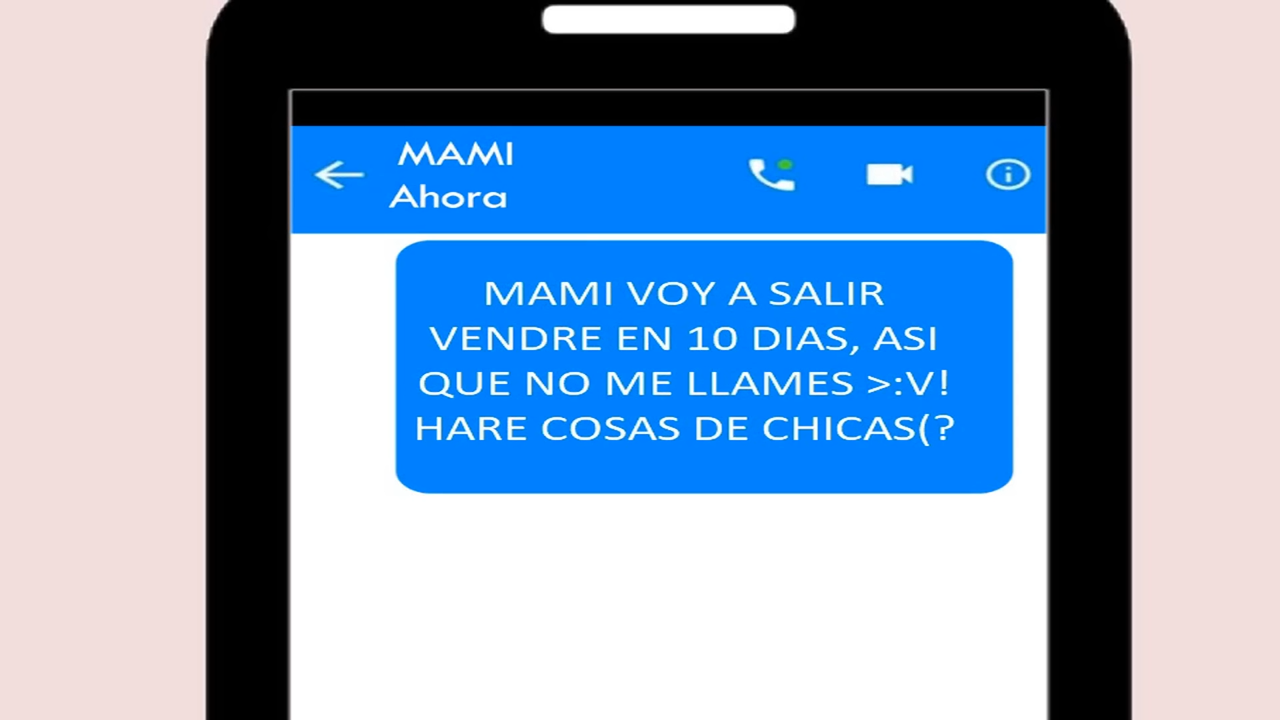 MAMI
Ahora
MAMI VOY A SALIR
VENDRE EN 10 DIAS, ASI
QUE NO ME LLAMES >:V!
HARE COSAS DE CHICAS(?